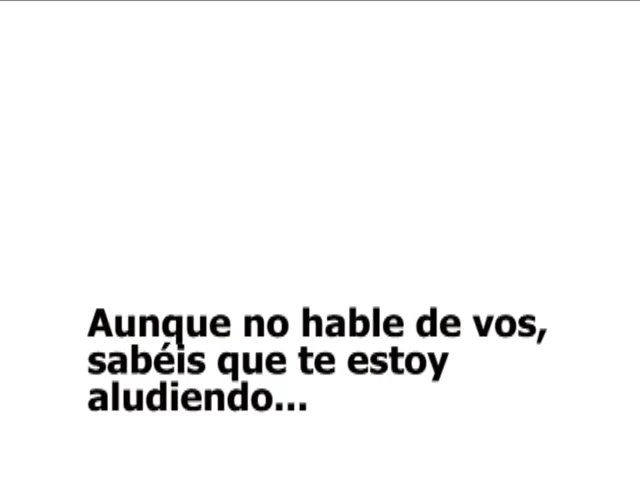 Aunque no hable de vos,
sabéis que te estoy
aludiendo...